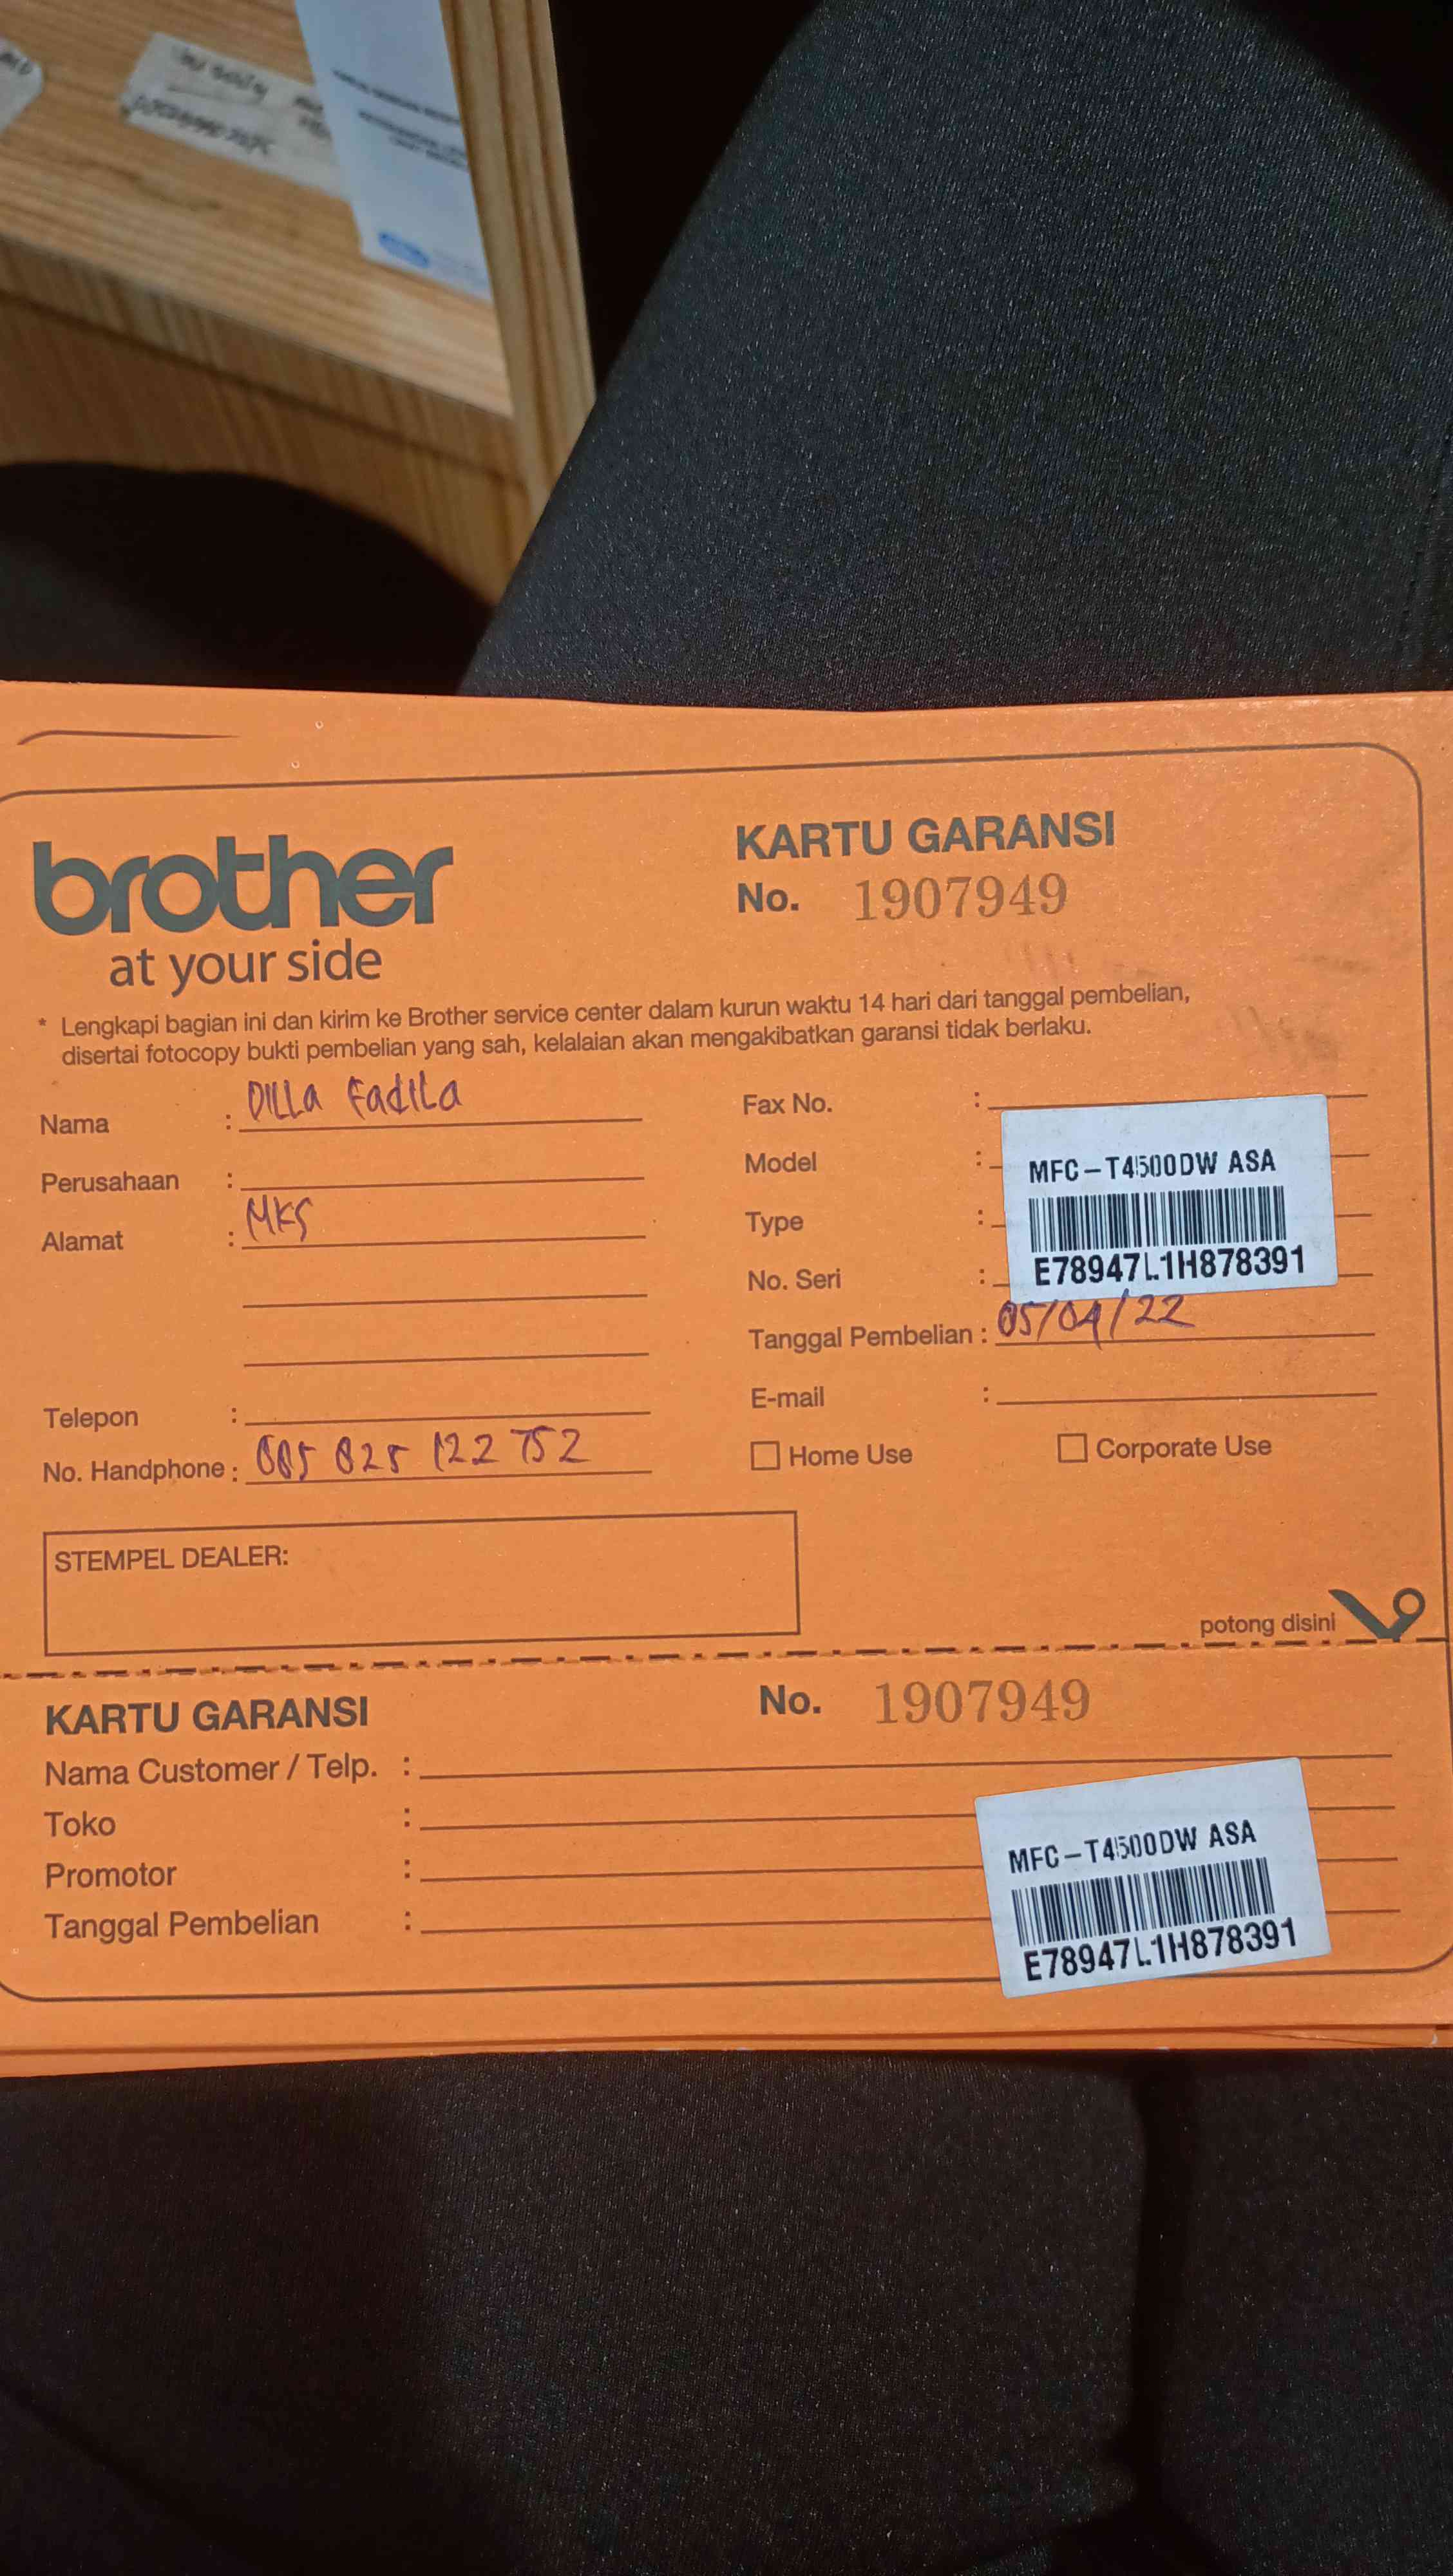 brother
at your side
KARTU GARANSI
No. 1907949
* Lengkapi bagian ini dan kirim ke Brother service center dalam kurun waktu 14 hari dari tanggal pembelian,
disertai fotocopy bukti pembelian yang sah, kelalaian akan mengakibatkan garansi tidak berlaku.
Nama : DILLa FadiLa
Perusahaan :
Alamat : MKS
Telepon :
No. Handphone : 085 825 122 752
Fax No. :
Model : MFC-T4500DW ASA
Type :
No. Seri : E78947L1H878391
Tanggal Pembelian : 05/04/22
E-mail :
Home Use
Corporate Use
STEMPEL DEALER:
potong disini
KARTU GARANSI
No. 1907949
Nama Customer / Telp. :
Toko :
Promotor :
Tanggal Pembelian :
MFC-T4500DW ASA
E78947L1H878391